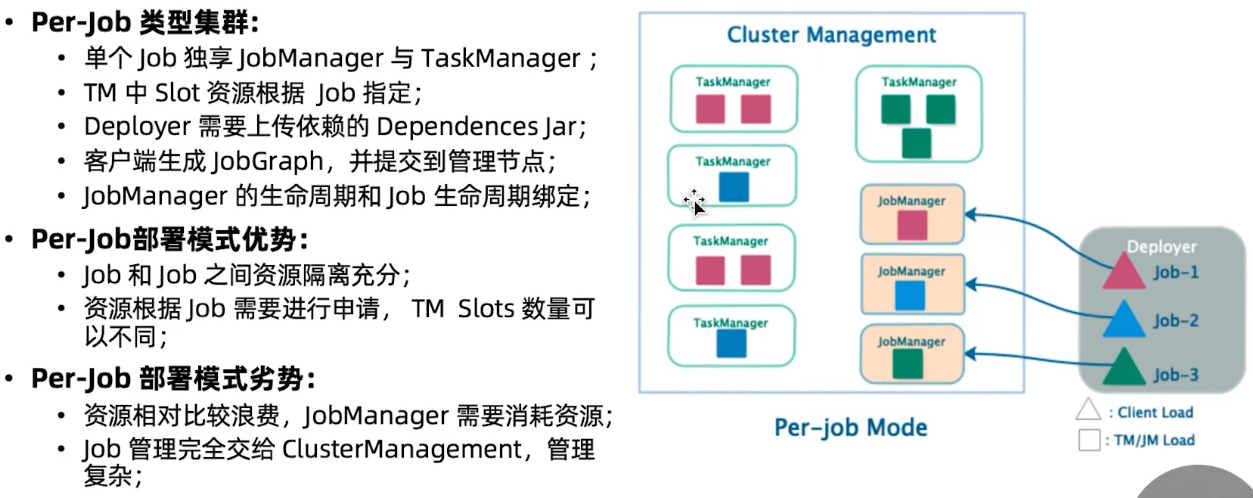 • Per-Job 类型集群:
• 单个 Job 独享 JobManager 与 TaskManager ;
• TM 中 Slot 资源根据 Job 指定;
• Deployer 需要上传依赖的 Dependences Jar;
• 客户端生成 JobGraph，并提交到管理节点;
• JobManager 的生命周期和 Job 生命周期绑定;
• Per-Job部署模式优势:
• Job 和 Job 之间资源隔离充分;
• 资源根据 Job 需要进行申请， TM Slots 数量可
以不同;
• Per-Job 部署模式劣势:
• 资源相对比较浪费，JobManager 需要消耗资源;
• Job 管理完全交给 ClusterManagement，管理
复杂;
Cluster Management
TaskManager
TaskManager
TaskManager
TaskManager
TaskManager
JobManager
JobManager
JobManager
Deployer
Job-1
Job-2
Job-3
Per-job Mode
: Client Load
: TM/JM Load